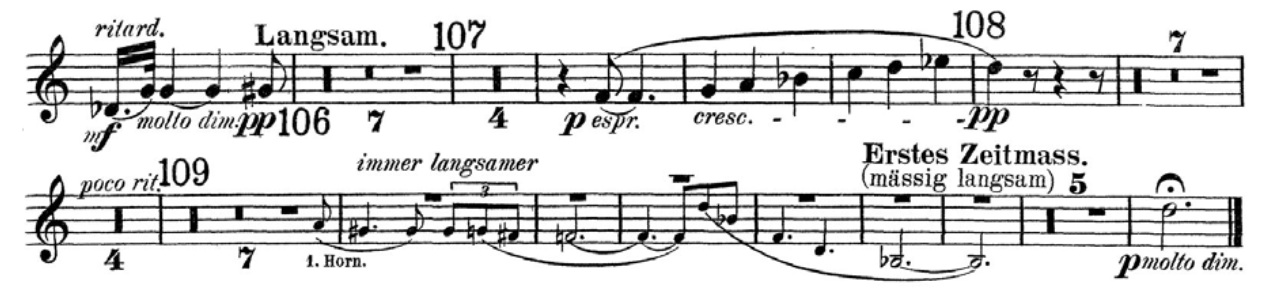 ritard. Langsam. 107 108 7
mf molto dim. pp 106 7 4 p espr. cresc. - - - - pp
poco rit. 109 immer langsamer 3 Erstes Zeitmass.
(mässig langsam) 5
4 7 1. Horn. p molto dim.